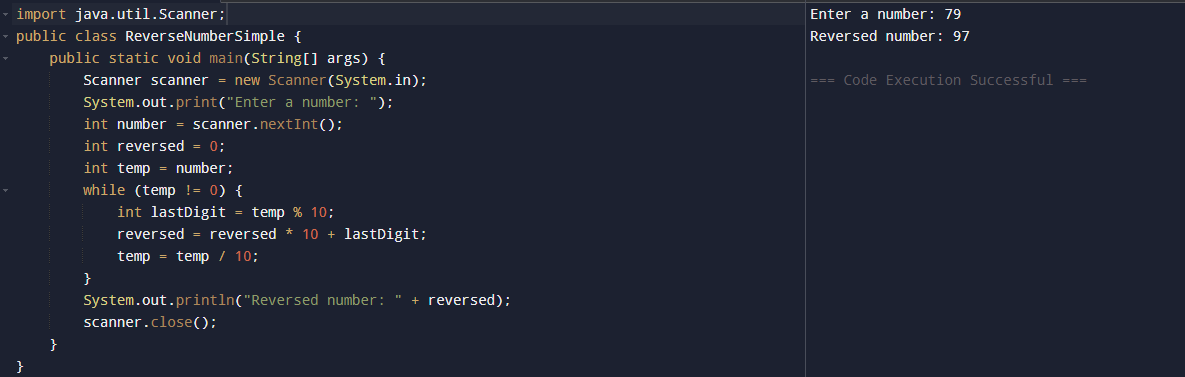 import java.util.Scanner;
public class ReverseNumberSimple {
    public static void main(String[] args) {
        Scanner scanner = new Scanner(System.in);
        System.out.print("Enter a number: ");
        int number = scanner.nextInt();
        int reversed = 0;
        int temp = number;
        while (temp != 0) {
            int lastDigit = temp % 10;
            reversed = reversed * 10 + lastDigit;
            temp = temp / 10;
        }
        System.out.println("Reversed number: " + reversed);
        scanner.close();
    }
}
Enter a number: 79
Reversed number: 97
=== Code Execution Successful ===